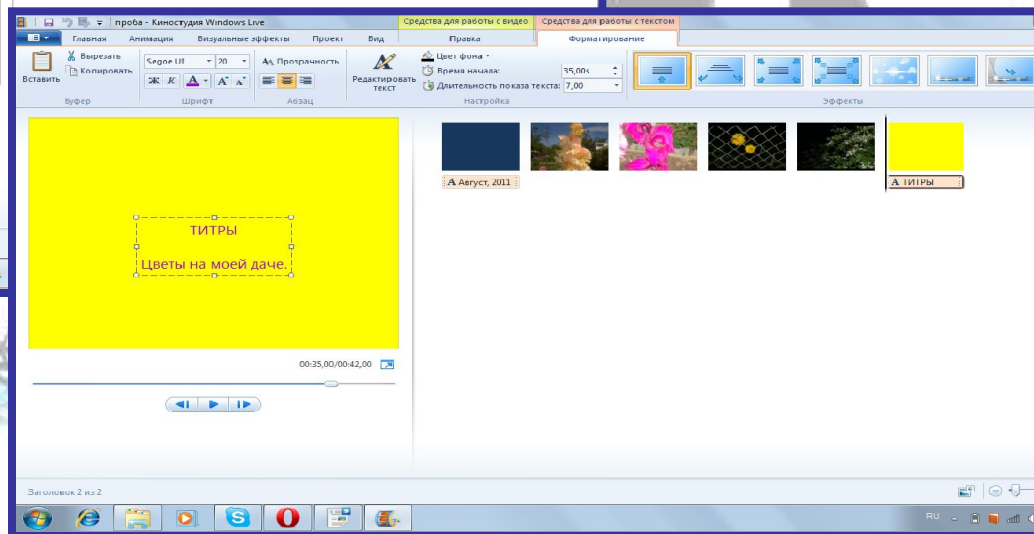 проба - Киностудия Windows Live
Средства для работы с видео
Средства для работы с текстом
Главная Анимация Визуальные эффекты Проект Вид Правка Форматирование
Вставить
Вырезать
Копировать
Буфер
Segoe UI 20
Ж К А А А
Шрифт
Прозрачность
Абзац
Редактировать текст
Цвет фона
Время начала: 35,00s
Длительность показа текста: 7,00
Настройка
Эффекты
ТИТРЫ
Цветы на моей даче.
A Август, 2011
A ТИТРЫ
00:35,00/00:42,00
Заголовок 2 из 2
RU